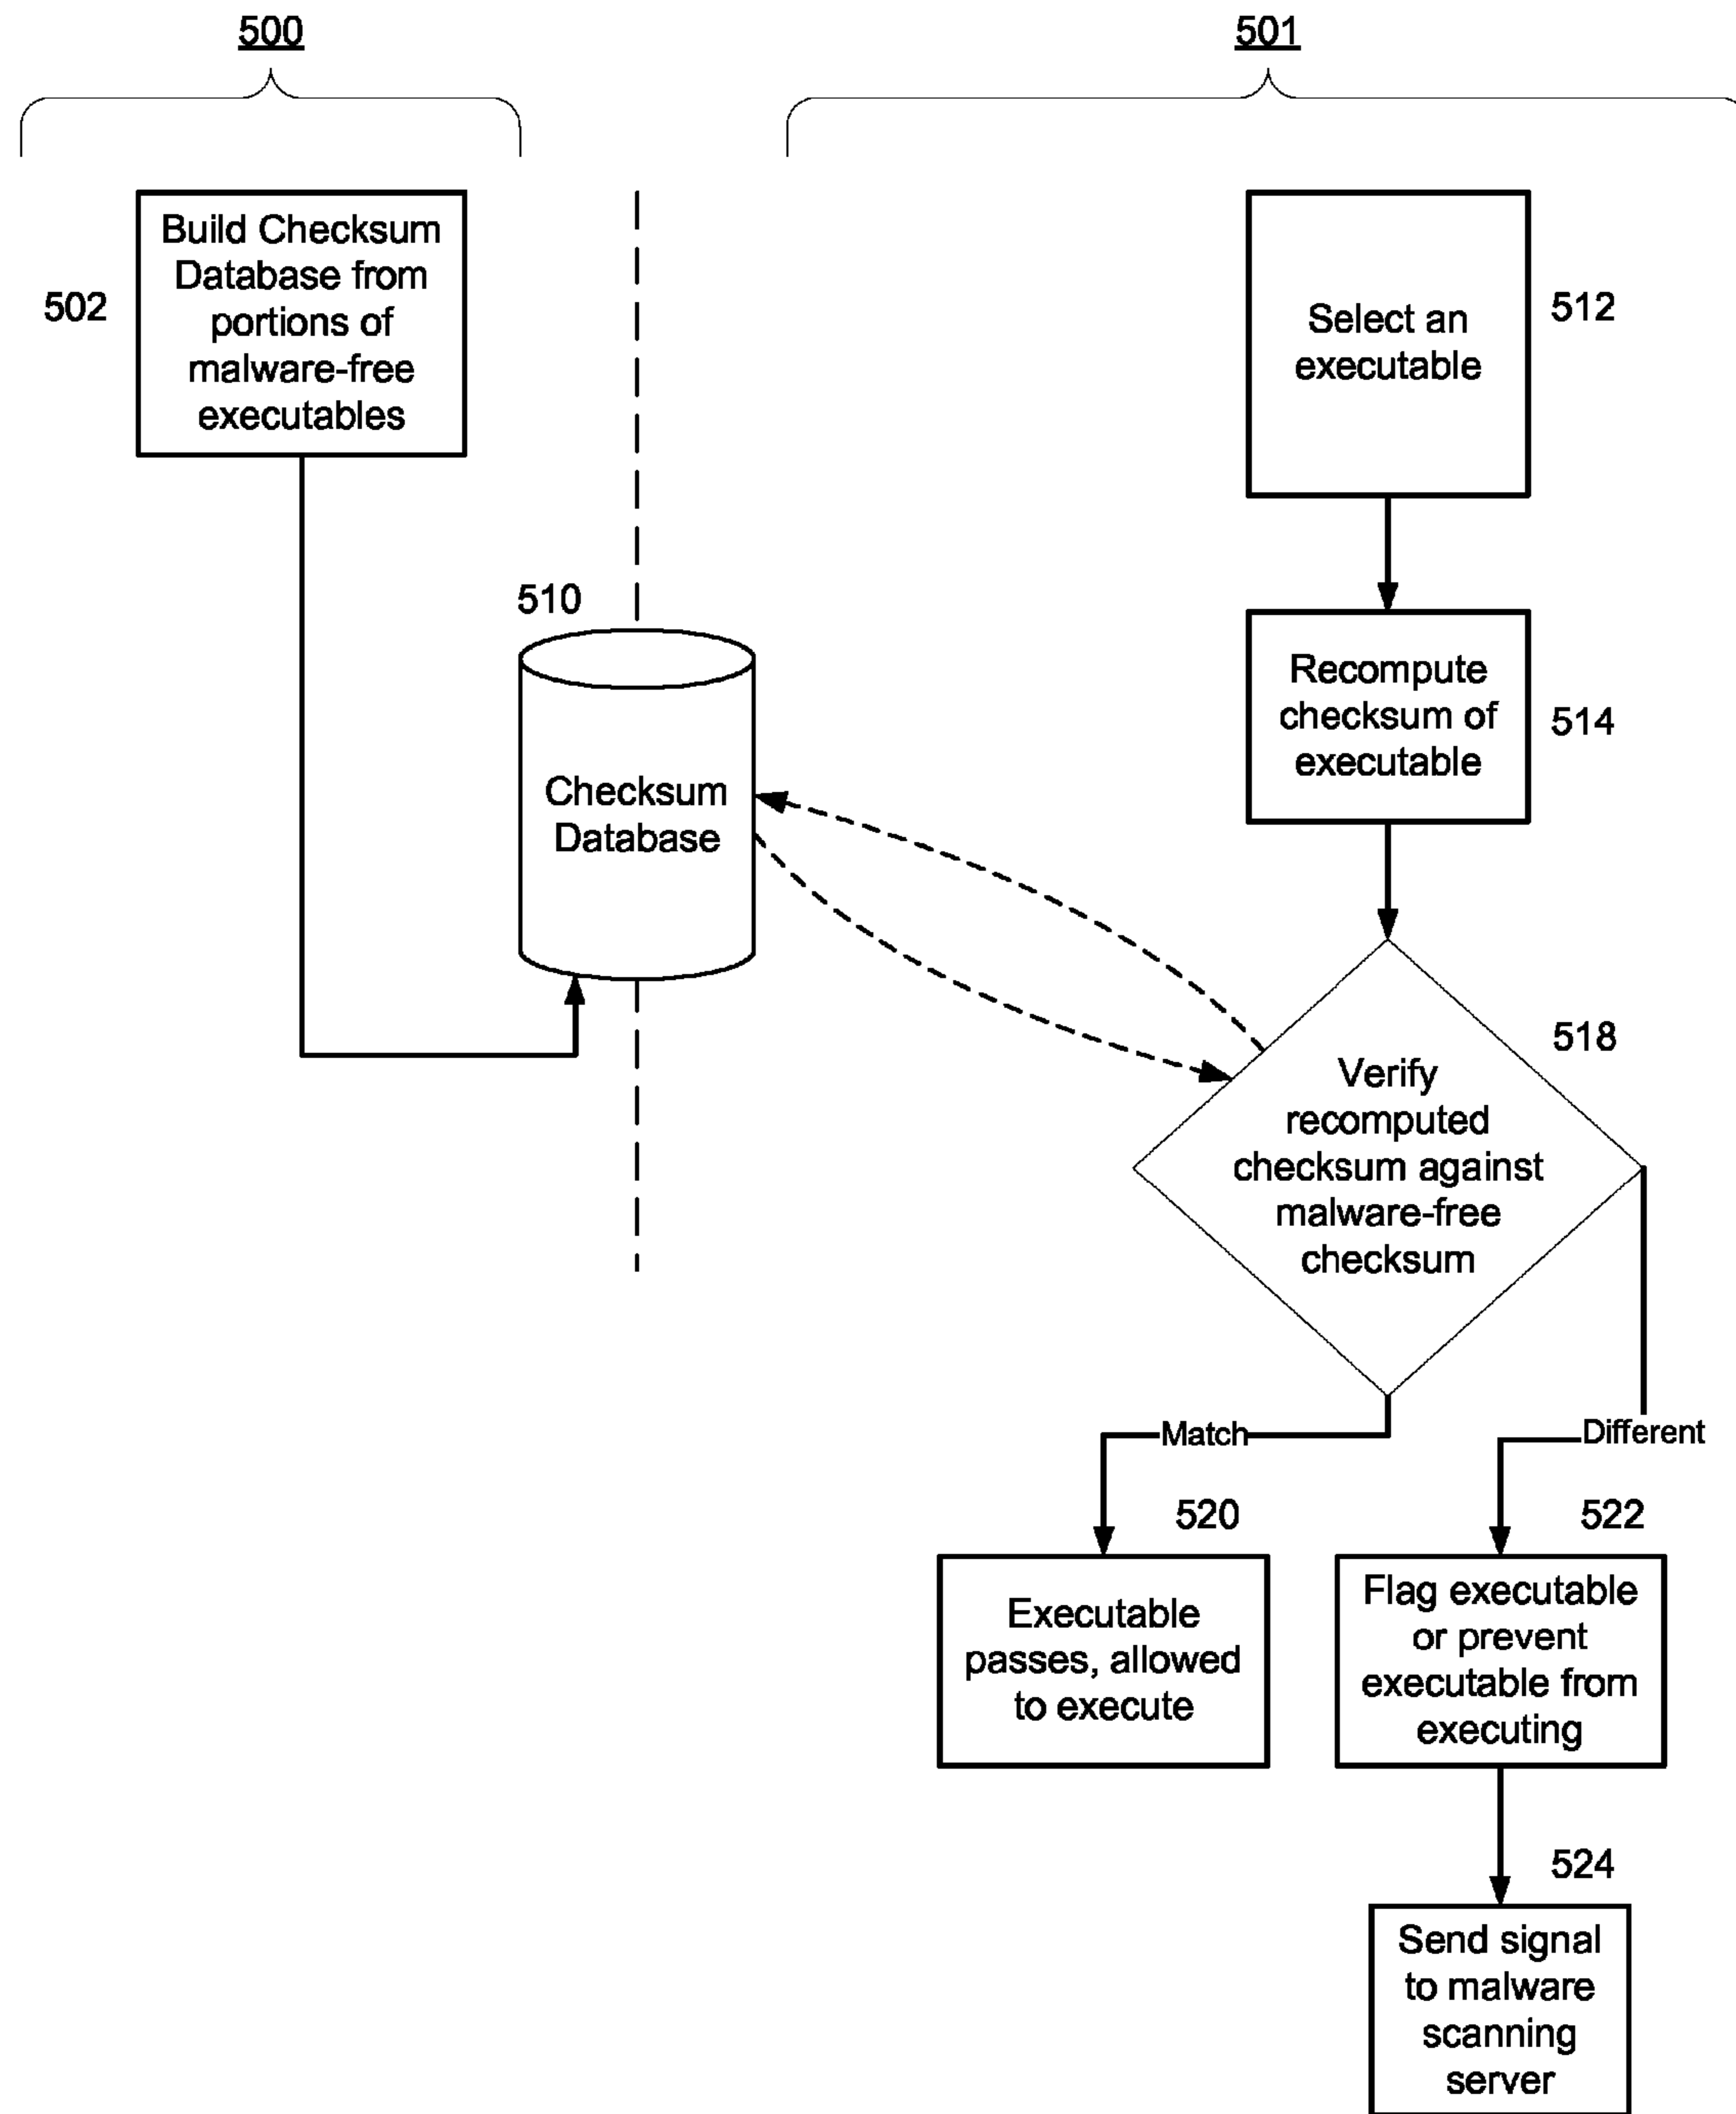 500
501
502
Build Checksum
Database from
portions of
malware-free
executables
512
Select an
executable
510
Checksum
Database
514
Recompute
checksum of
executable
518
Verify
recomputed
checksum against
malware-free
checksum
Match
Different
520
Executable
passes, allowed
to execute
522
Flag executable
or prevent
executable from
executing
524
Send signal
to malware
scanning
server